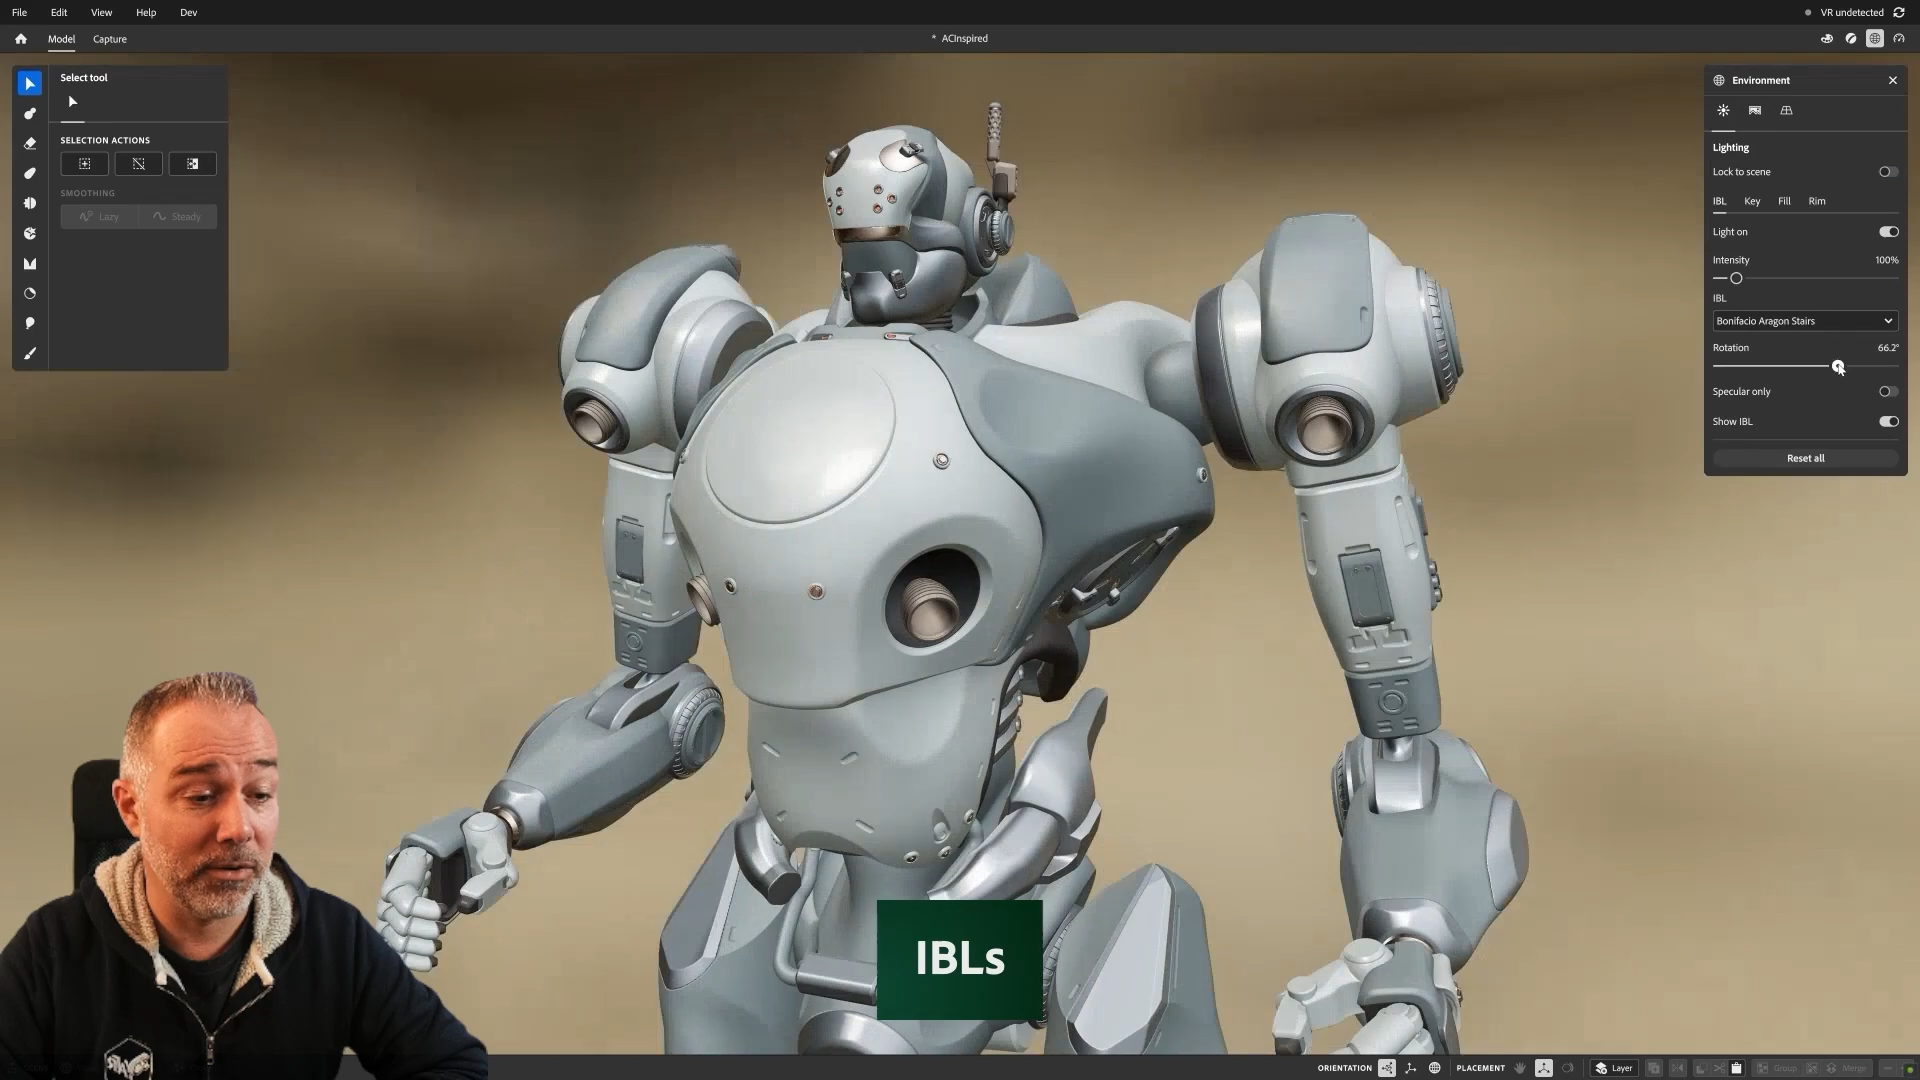 File Edit View Help Dev
VR undetected
Model Capture
* ACInspired
Select tool
SELECTION ACTIONS
SMOOTHING
Lazy Steady
Environment
Lighting
Lock to scene
IBL Key Fill Rim
Light on
Intensity 100%
IBL
Bonifacio Aragon Stairs
Rotation 66.2°
Specular only
Show IBL
Reset all
IBLs
ORIENTATION PLACEMENT Layer Group Merge